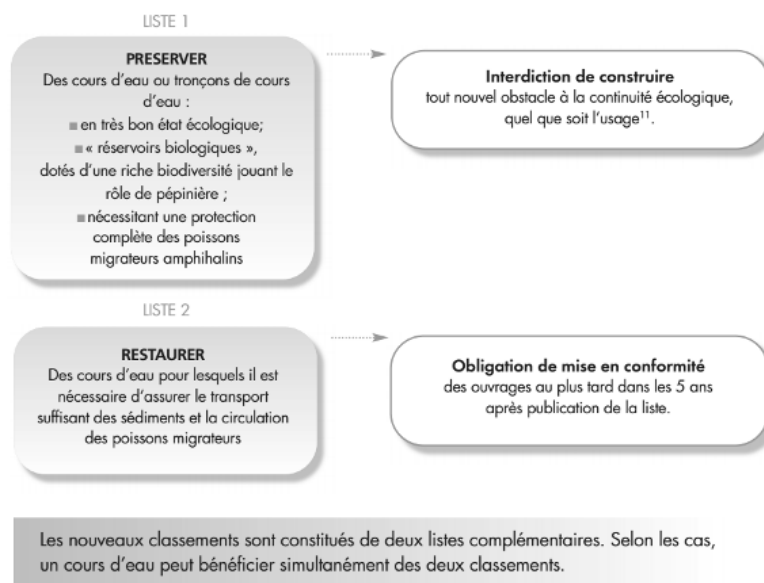 LISTE 1
PRESERVER
Des cours d'eau ou tronçons de cours
d'eau :
■ en très bon état écologique;
■ « réservoirs biologiques »,
dotés d'une riche biodiversité jouant le
rôle de pépinière ;
■ nécessitant une protection
complète des poissons
migrateurs amphihalins
Interdiction de construire
tout nouvel obstacle à la continuité écologique,
quel que soit l'usage¹¹.
LISTE 2
RESTAURER
Des cours d'eau pour lesquels il est
nécessaire d'assurer le transport
suffisant des sédiments et la circulation
des poissons migrateurs
Obligation de mise en conformité
des ouvrages au plus tard dans les 5 ans
après publication de la liste.
Les nouveaux classements sont constitués de deux listes complémentaires. Selon les cas,
un cours d'eau peut bénéficier simultanément des deux classements.